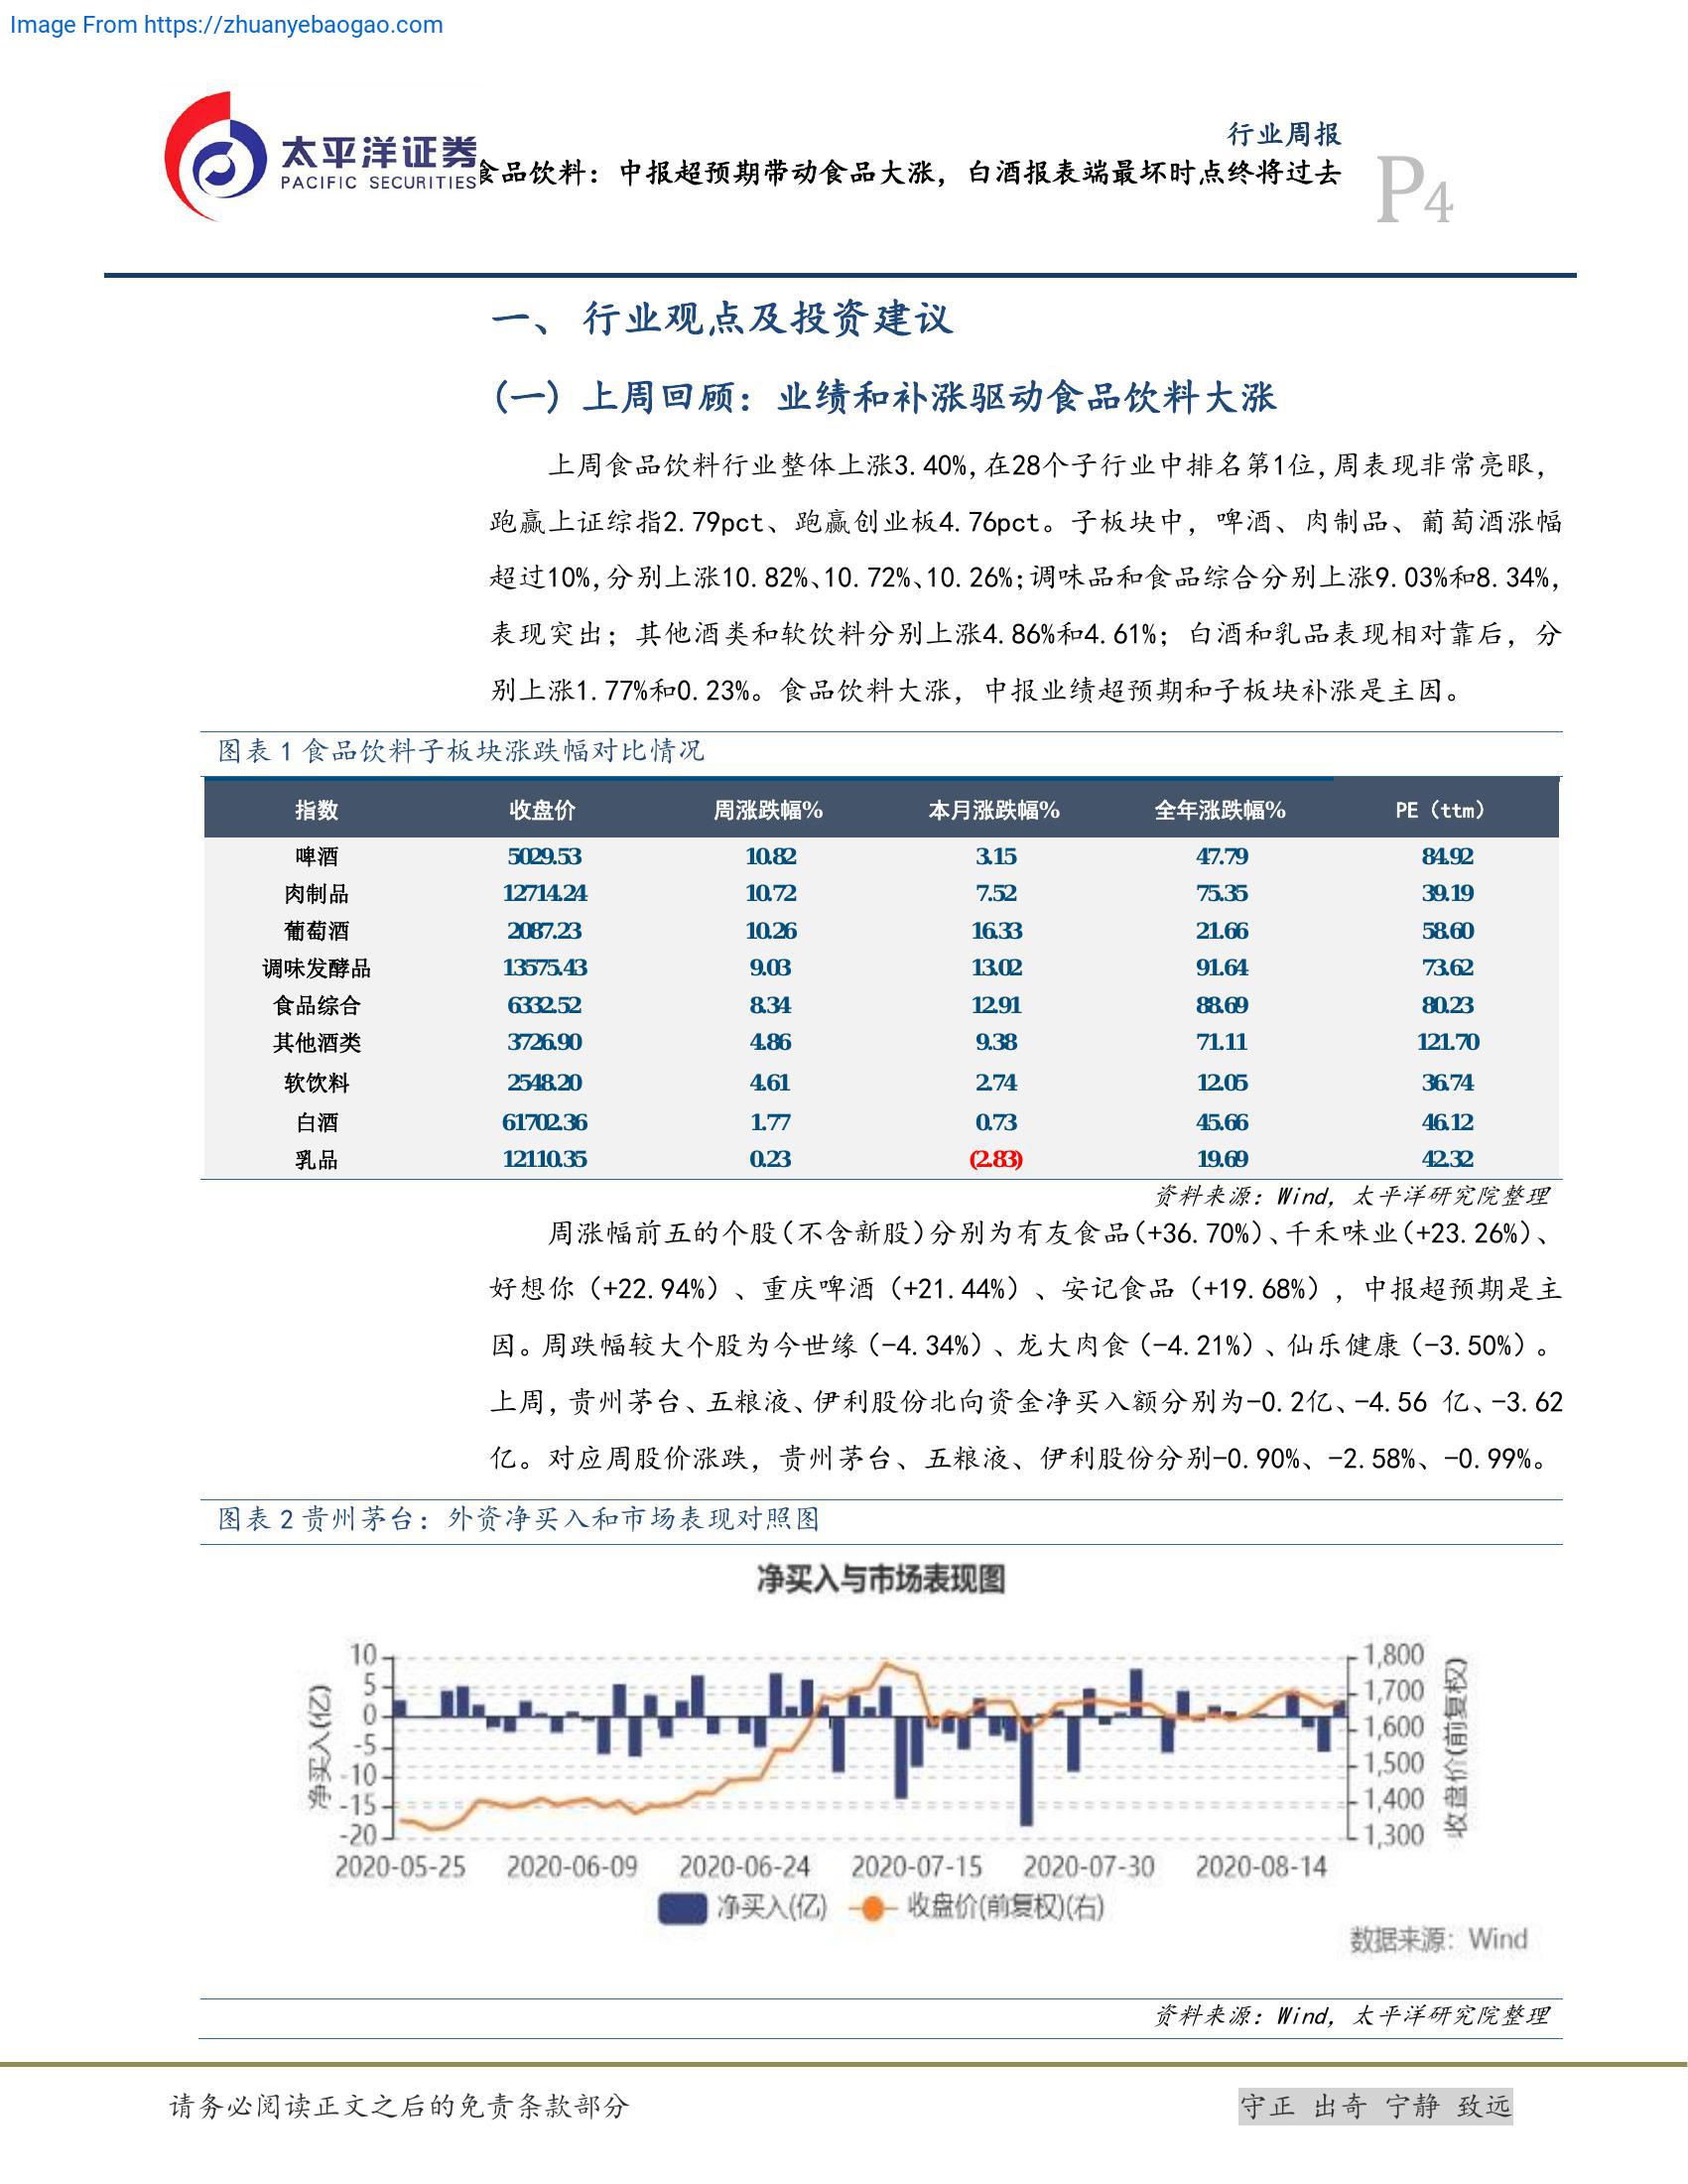 Image From https://zhuanyebaogao.com
行业周报
太平洋证券
PACIFIC SECURITIES
食品饮料：中报超预期带动食品大涨，白酒报表端最坏时点终将过去
P4
一、 行业观点及投资建议
(一) 上周回顾：业绩和补涨驱动食品饮料大涨
上周食品饮料行业整体上涨3.40%,在28个子行业中排名第1位,周表现非常亮眼，
跑赢上证综指2.79pct、跑赢创业板4.76pct。子板块中，啤酒、肉制品、葡萄酒涨幅
超过10%,分别上涨10.82%、10.72%、10.26%;调味品和食品综合分别上涨9.03%和8.34%,
表现突出；其他酒类和软饮料分别上涨4.86%和4.61%；白酒和乳品表现相对靠后，分
别上涨1.77%和0.23%。食品饮料大涨，中报业绩超预期和子板块补涨是主因。
图表 1 食品饮料子板块涨跌幅对比情况
指数 收盘价 周涨跌幅% 本月涨跌幅% 全年涨跌幅% PE（ttm）
啤酒 5029.53 10.82 3.15 47.79 84.92
肉制品 12714.24 10.72 7.52 75.35 39.19
葡萄酒 2087.23 10.26 16.33 21.66 58.60
调味发酵品 13575.43 9.03 13.02 91.64 73.62
食品综合 6332.52 8.34 12.91 88.69 80.23
其他酒类 3726.90 4.86 9.38 71.11 121.70
软饮料 2548.20 4.61 2.74 12.05 36.74
白酒 61702.36 1.77 0.73 45.66 46.12
乳品 12110.35 0.23 (2.83) 19.69 42.32
资料来源：Wind，太平洋研究院整理
周涨幅前五的个股(不含新股)分别为有友食品(+36.70%)、千禾味业(+23.26%)、
好想你（+22.94%）、重庆啤酒（+21.44%）、安记食品（+19.68%），中报超预期是主
因。周跌幅较大个股为今世缘（-4.34%）、龙大肉食（-4.21%）、仙乐健康（-3.50%）。
上周,贵州茅台、五粮液、伊利股份北向资金净买入额分别为-0.2亿、-4.56 亿、-3.62
亿。对应周股价涨跌，贵州茅台、五粮液、伊利股份分别-0.90%、-2.58%、-0.99%。
图表 2 贵州茅台：外资净买入和市场表现对照图
净买入与市场表现图
净买入(亿)
10
5
0
-5
-10
-15
-20
1,800
1,700
1,600
1,500
1,400
1,300
收盘价(前复权)
2020-05-25 2020-06-09 2020-06-24 2020-07-15 2020-07-30 2020-08-14
净买入(亿) 收盘价(前复权)(右)
数据来源：Wind
资料来源：Wind，太平洋研究院整理
请务必阅读正文之后的免责条款部分
守正 出奇 宁静 致远